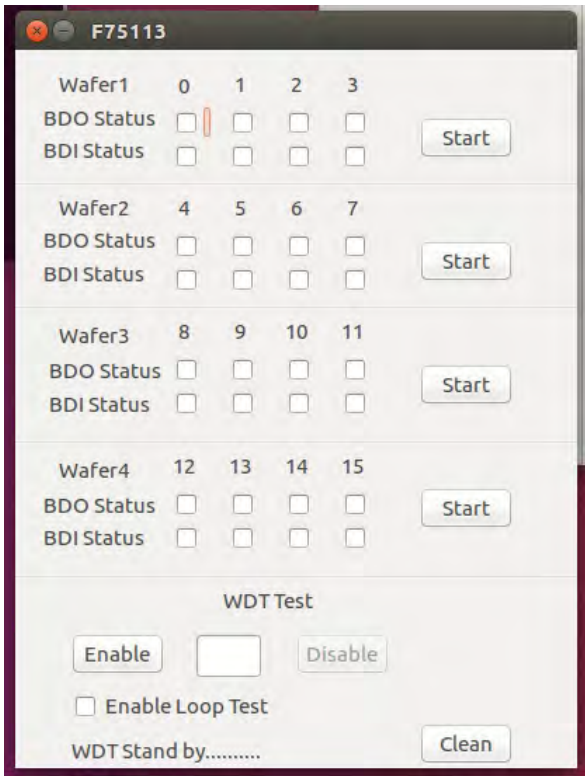 F75113
Wafer1 0 1 2 3
BDO Status
BDI Status
Start
Wafer2 4 5 6 7
BDO Status
BDI Status
Start
Wafer3 8 9 10 11
BDO Status
BDI Status
Start
Wafer4 12 13 14 15
BDO Status
BDI Status
Start
WDT Test
Enable Disable
Enable Loop Test
WDT Stand by..........
Clean